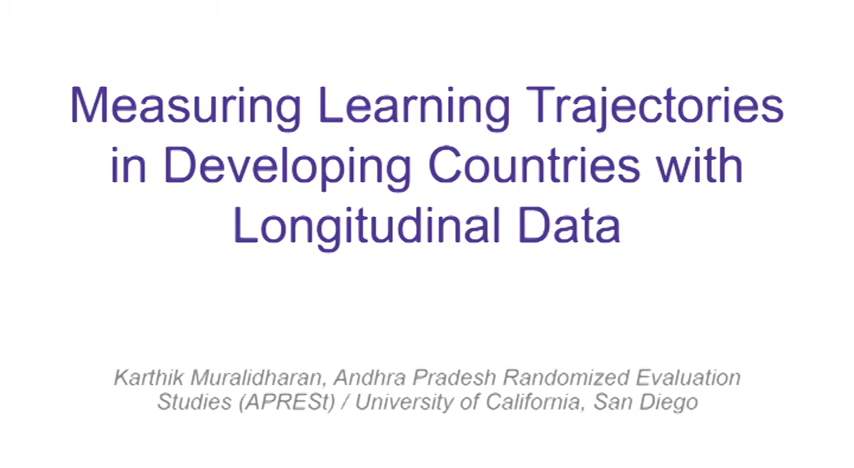 Measuring Learning Trajectories
in Developing Countries with
Longitudinal Data
Karthik Muralidharan, Andhra Pradesh Randomized Evaluation
Studies (APRESt) / University of California, San Diego